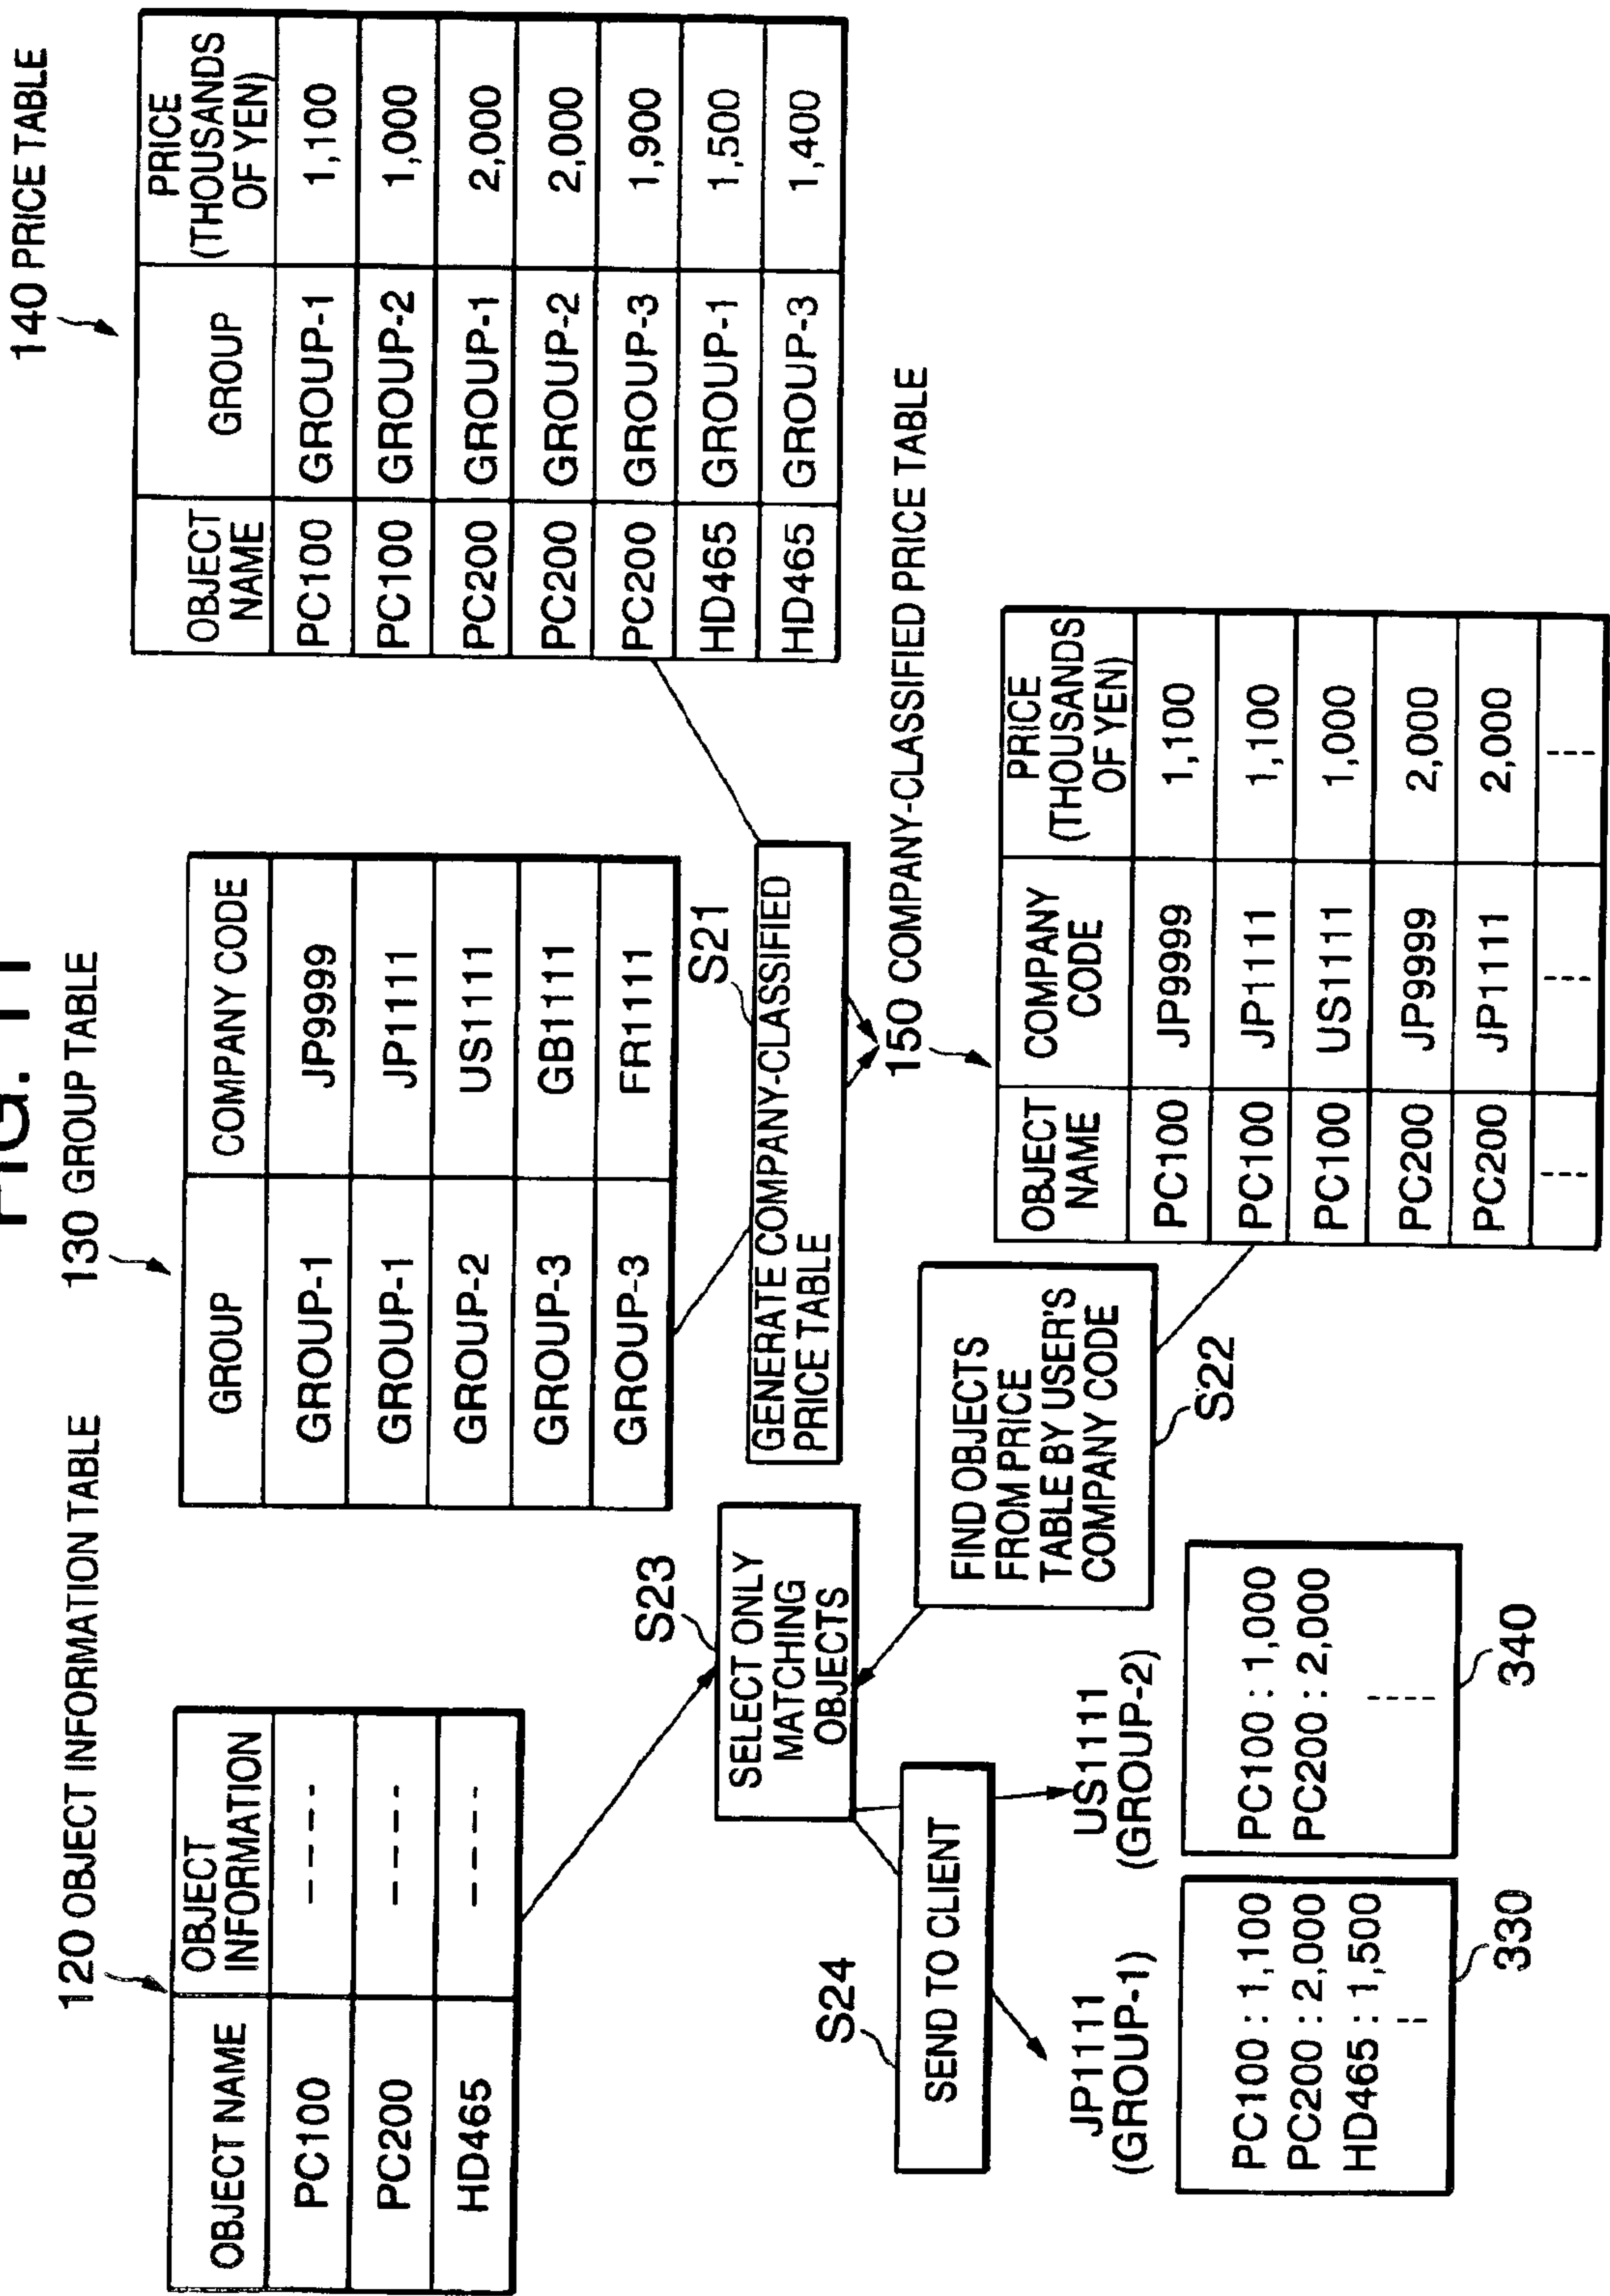 FIG. 11
120 OBJECT INFORMATION TABLE
OBJECT NAME
OBJECT
INFORMATION
PC100
----
PC200
----
HD465
----
130 GROUP TABLE
GROUP
COMPANY CODE
GROUP-1
JP9999
GROUP-1
JP1111
GROUP-2
US1111
GROUP-3
GB1111
GROUP-3
FR1111
140 PRICE TABLE
OBJECT
NAME
GROUP
PRICE
(THOUSANDS
OF YEN)
PC100
GROUP-1
1,100
PC100
GROUP-2
1,000
PC200
GROUP-1
2,000
PC200
GROUP-2
2,000
PC200
GROUP-3
1,900
HD465
GROUP-1
1,500
HD465
GROUP-3
1,400
S21
GENERATE COMPANY-CLASSIFIED
PRICE TABLE
S23
SELECT ONLY
MATCHING
OBJECTS
150 COMPANY-CLASSIFIED PRICE TABLE
OBJECT
NAME
COMPANY
CODE
PRICE
(THOUSANDS
OF YEN)
PC100
JP9999
1,100
PC100
JP1111
1,100
PC100
US1111
1,000
PC200
JP9999
2,000
PC200
JP1111
2,000
---
---
---
FIND OBJECTS
FROM PRICE
TABLE BY USER'S
COMPANY CODE
S22
S24
SEND TO CLIENT
JP1111
(GROUP-1)
PC100 : 1,100
PC200 : 2,000
HD465 : 1,500
--
330
US1111
(GROUP-2)
PC100 : 1,000
PC200 : 2,000
----
340